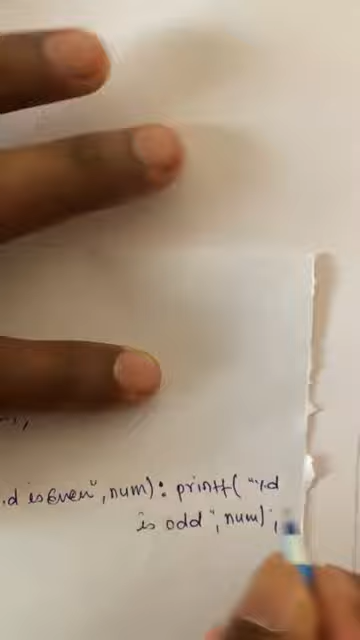 .d is Even", num) : printf( "%d
is odd", num);